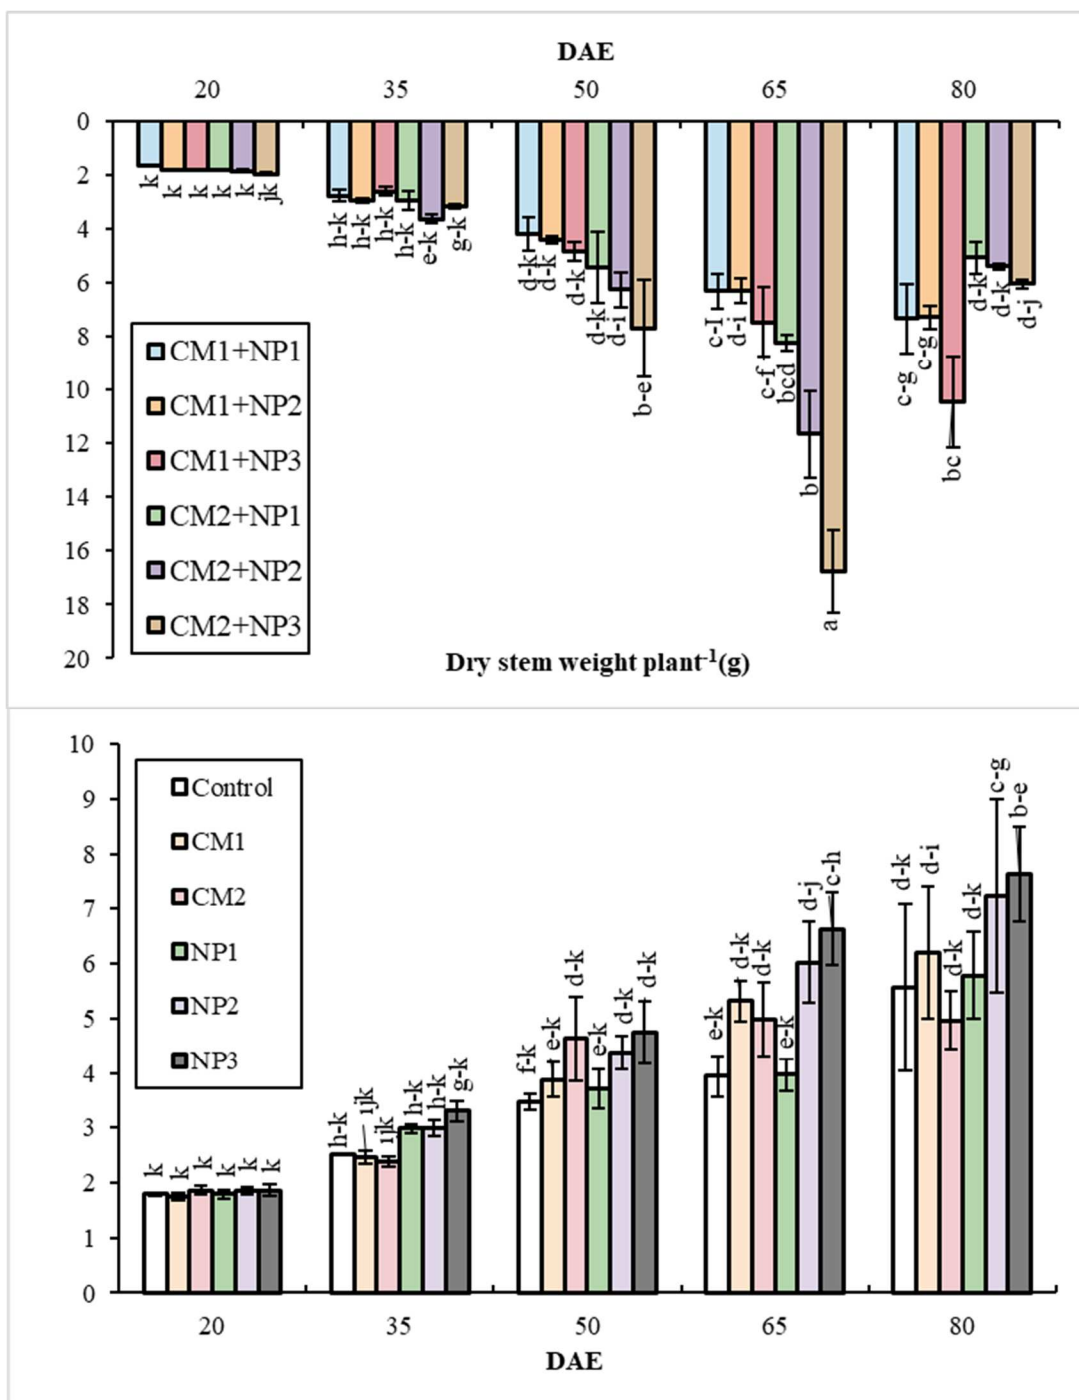 DAE
20 35 50 65 80
0
2
4
6
8
10
12
14
16
18
20
k k k k k jk
h-k h-k h-k h-k e-k g-k
d-k d-k d-k d-k d-i b-e
c-I d-i c-f bcd b a
c-g c-g bc d-k d-k d-j
CM1+NP1
CM1+NP2
CM1+NP3
CM2+NP1
CM2+NP2
CM2+NP3
Dry stem weight plant-1(g)
10
9
8
7
6
5
4
3
2
1
0
Control
CM1
CM2
NP1
NP2
NP3
k k k k k k
h-k ijk ijk h-k h-k g-k
f-k e-k d-k e-k d-k d-k
e-k d-k d-k e-k d-j c-h
d-k d-i d-k d-k c-g b-e
20 35 50 65 80
DAE